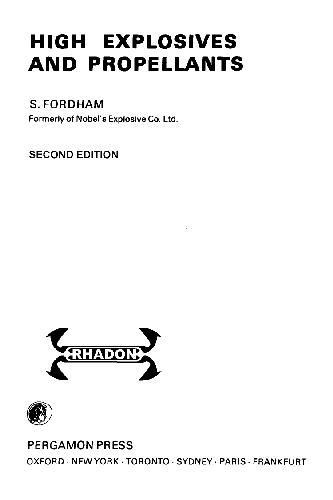 HIGH EXPLOSIVES
AND PROPELLANTS
S. FORDHAM
Formerly of Nobel's Explosive Co. Ltd.
SECOND EDITION
RHADON
PERGAMON PRESS
OXFORD · NEW YORK · TORONTO · SYDNEY · PARIS · FRANKFURT